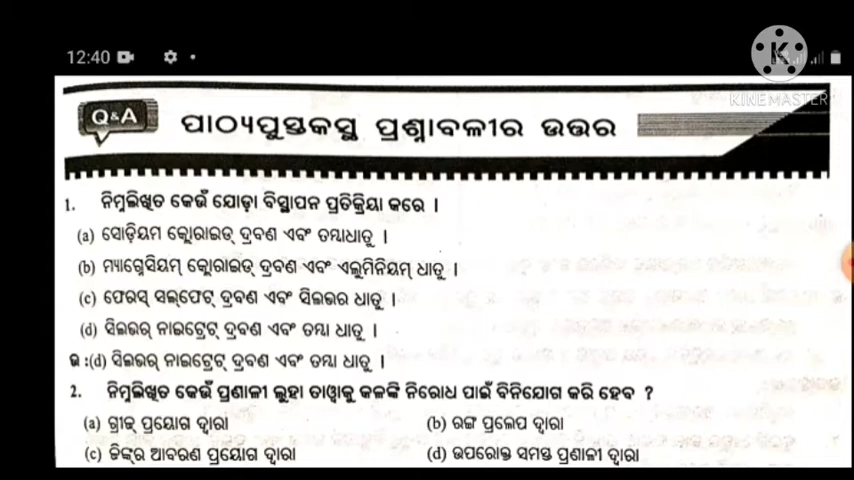 12:40
KINEMASTER
Q&A ପାଠ୍ୟପୁସ୍ତକସ୍ଥ ପ୍ରଶ୍ନାବଳୀର ଉତ୍ତର
1. ନିମ୍ନଲିଖିତ କେଉଁ ଯୋଡ଼ା ବିସ୍ଥାପନ ପ୍ରତିକ୍ରିୟା କରେ ।
(a) ସୋଡ଼ିୟମ କ୍ଲୋରାଇଡ୍ ଦ୍ରବଣ ଏବଂ ତମ୍ବାଧାତୁ ।
(b) ମ୍ୟାଗ୍ନେସିୟମ୍ କ୍ଲୋରାଇଡ୍ ଦ୍ରବଣ ଏବଂ ଏଲୁମିନିୟମ୍ ଧାତୁ ।
(c) ଫେରସ୍ ସଲ୍‌ଫେଟ୍ ଦ୍ରବଣ ଏବଂ ସିଲଭର ଧାତୁ ।
(d) ସିଲଭର୍ ନାଇଟ୍ରେଟ୍ ଦ୍ରବଣ ଏବଂ ତମ୍ବା ଧାତୁ ।
ଉ :(d) ସିଲଭର୍ ନାଇଟ୍ରେଟ୍ ଦ୍ରବଣ ଏବଂ ତମ୍ବା ଧାତୁ ।
2. ନିମ୍ନଲିଖିତ କେଉଁ ପ୍ରଣାଳୀ ଲୁହା ତାୱାକୁ କଳଙ୍କି ନିରୋଧ ପାଇଁ ବିନିଯୋଗ କରି ହେବ ?
(a) ଗ୍ରୀଜ୍ ପ୍ରୟୋଗ ଦ୍ୱାରା (b) ରଙ୍ଗ ପ୍ରଲେପ ଦ୍ୱାରା
(c) ଜିଙ୍କ୍‌ର ଆବରଣ ପ୍ରୟୋଗ ଦ୍ୱାରା (d) ଉପରୋକ୍ତ ସମସ୍ତ ପ୍ରଣାଳୀ ଦ୍ୱାରା